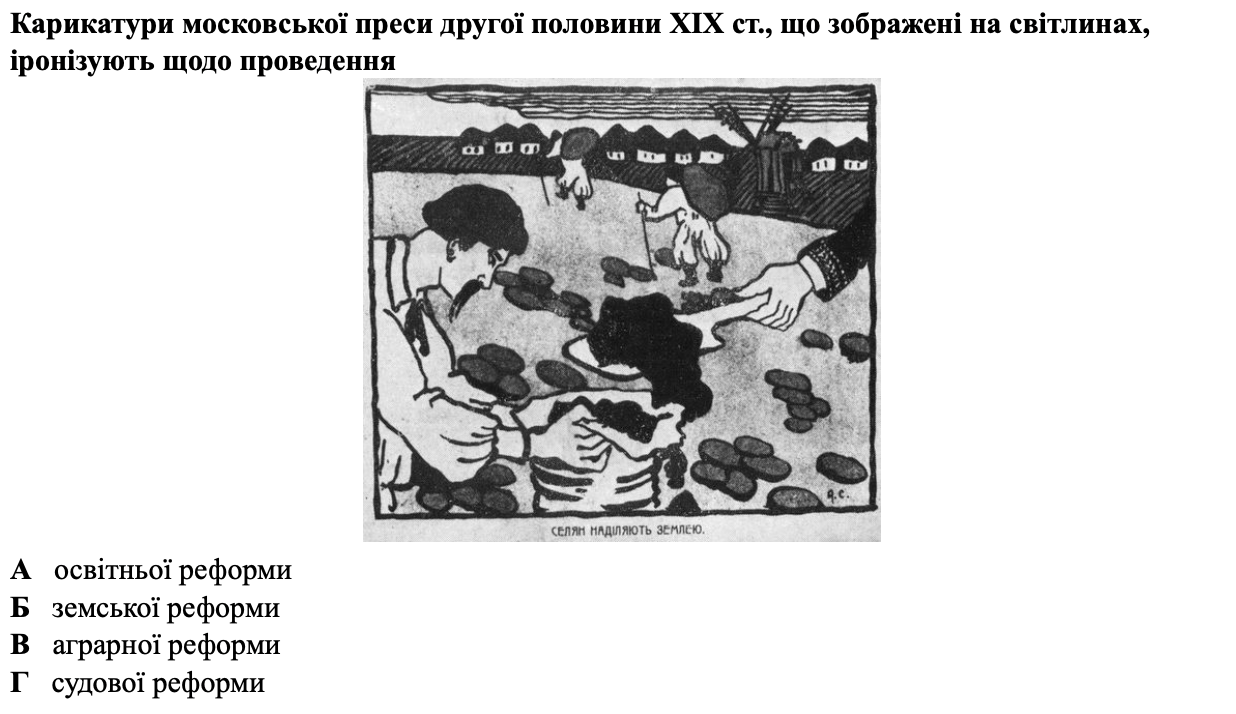 Карикатури московської преси другої половини XIX ст., що зображені на світлинах,
іронізують щодо проведення
А.С.
СЕЛЯН НАДІЛЯЮТЬ ЗЕМЛЕЮ.
А освітньої реформи
Б земської реформи
В аграрної реформи
Г судової реформи